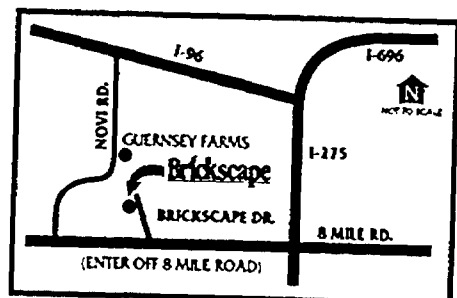 I-96
I-696
N
NOT TO SCALE
NOVI RD.
GUERNSEY FARMS
I-275
Brickscape
BRICKSCAPE DR.
8 MILE RD.
(ENTER OFF 8 MILE ROAD)